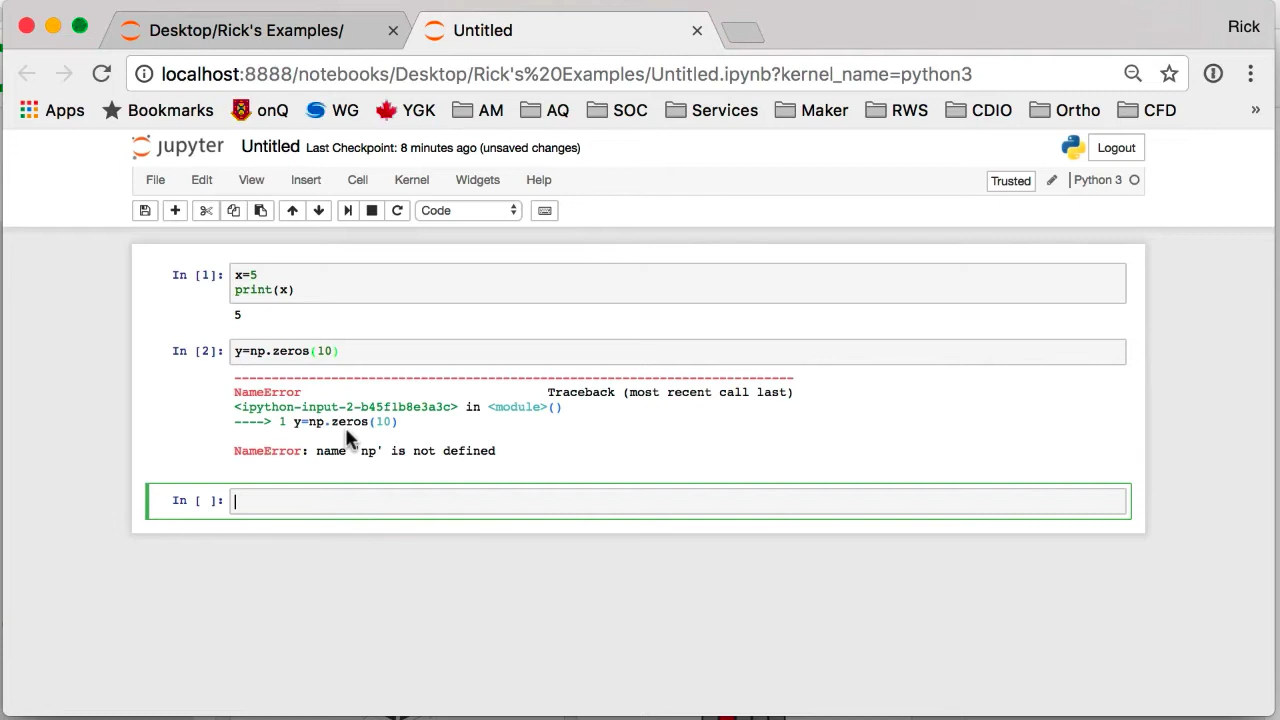 Desktop/Rick's Examples/ Untitled Rick
localhost:8888/notebooks/Desktop/Rick's%20Examples/Untitled.ipynb?kernel_name=python3
Apps Bookmarks onQ WG YGK AM AQ SOC Services Maker RWS CDIO Ortho CFD »
jupyter Untitled Last Checkpoint: 8 minutes ago (unsaved changes) Logout
File Edit View Insert Cell Kernel Widgets Help Trusted Python 3
Code
In [1]: x=5
print(x)
5
In [2]: y=np.zeros(10)
---------------------------------------------------------------------------
NameError Traceback (most recent call last)
<ipython-input-2-b45f1b8e3a3c> in <module>()
----> 1 y=np.zeros(10)
NameError: name 'np' is not defined
In [ ]: